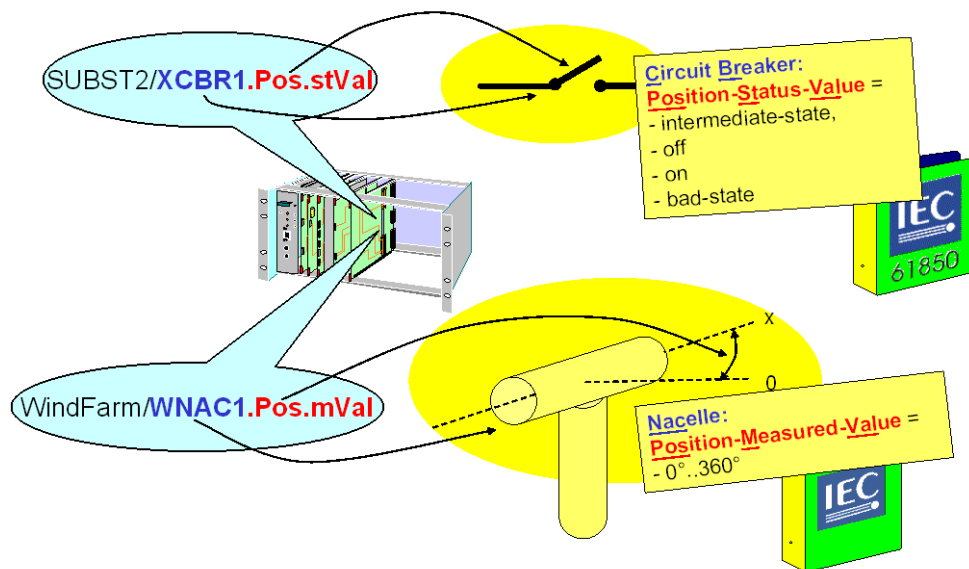 SUBST2/XCBR1.Pos.stVal
Circuit Breaker:
Position-Status-Value =
- intermediate-state,
- off
- on
- bad-state
IEC
61850
X
0
WindFarm/WNAC1.Pos.mVal
Nacelle:
Position-Measured-Value =
- 0°..360°
IEC